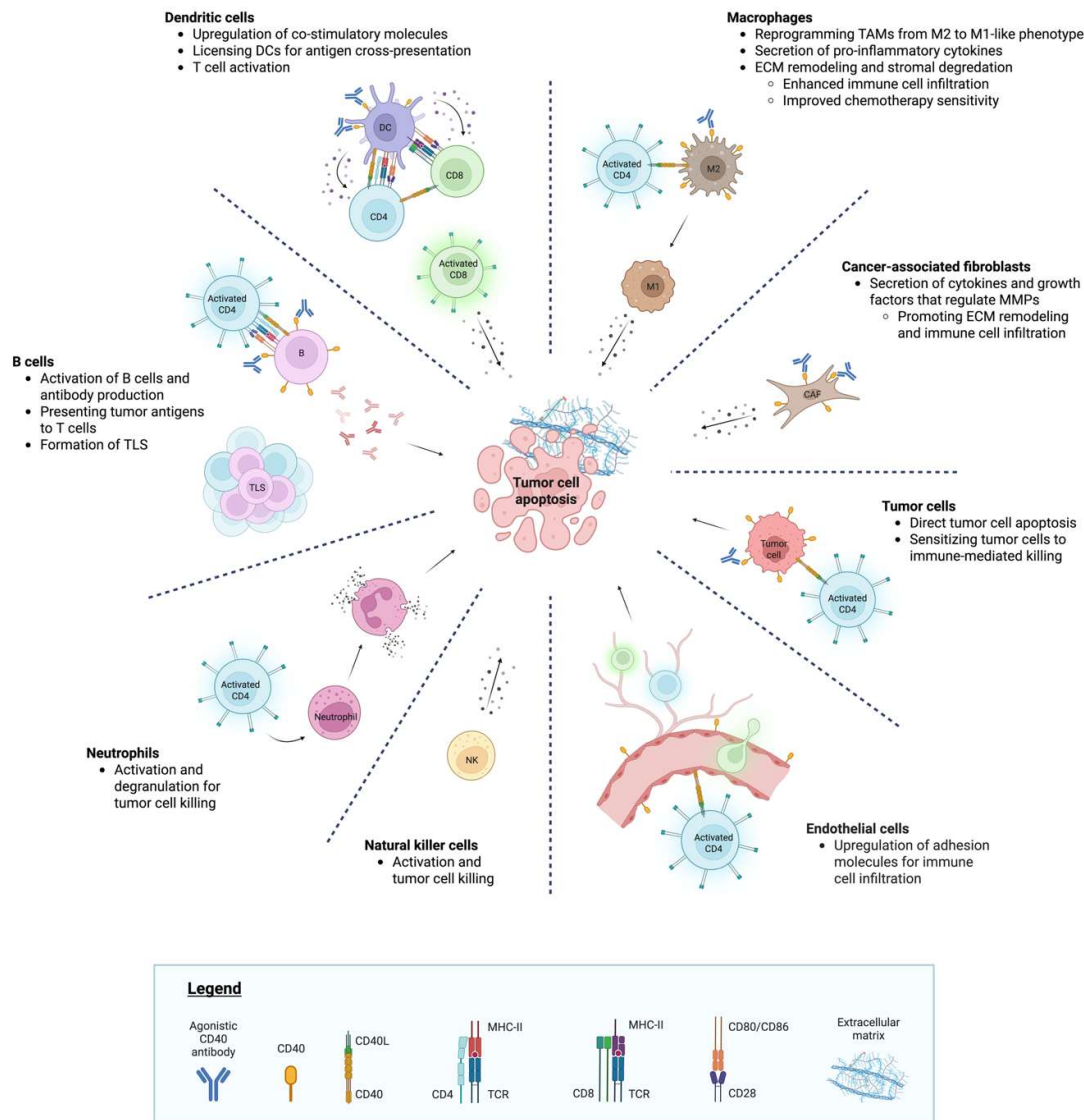 Dendritic cells
• Upregulation of co-stimulatory molecules
• Licensing DCs for antigen cross-presentation
• T cell activation
DC
CD8
CD4
Activated
CD8
Macrophages
• Reprogramming TAMs from M2 to M1-like phenotype
• Secretion of pro-inflammatory cytokines
• ECM remodeling and stromal degredation
○ Enhanced immune cell infiltration
○ Improved chemotherapy sensitivity
Activated
CD4
M2
M1
Cancer-associated fibroblasts
• Secretion of cytokines and growth
factors that regulate MMPs
○ Promoting ECM remodeling
and immune cell infiltration
CAF
B cells
• Activation of B cells and
antibody production
• Presenting tumor antigens
to T cells
• Formation of TLS
Activated
CD4
B
TLS
Tumor cell
apoptosis
Tumor cells
• Direct tumor cell apoptosis
• Sensitizing tumor cells to
immune-mediated killing
Tumor
cell
Activated
CD4
Neutrophils
• Activation and
degranulation for
tumor cell killing
Activated
CD4
Neutrophil
Natural killer cells
• Activation and
tumor cell killing
NK
Endothelial cells
• Upregulation of adhesion
molecules for immune
cell infiltration
Activated
CD4
Legend
Agonistic
CD40
antibody
CD40
CD40L
CD40
MHC-II
CD4
TCR
MHC-II
CD8
TCR
CD80/CD86
CD28
Extracellular
matrix